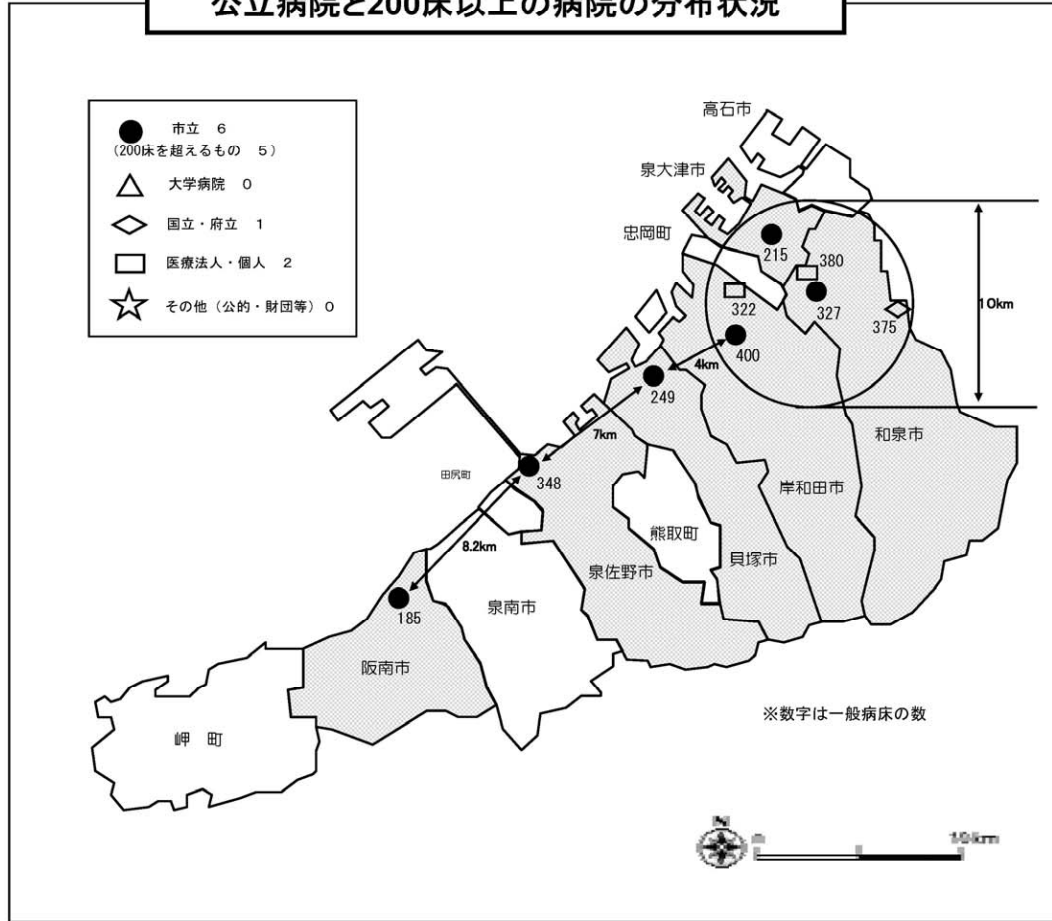 公立病院と200床以上の病院の分布状況
市立 6
(200床を超えるもの 5)
大学病院 0
国立・府立 1
医療法人・個人 2
その他（公的・財団等）0
高石市
泉大津市
忠岡町
215
380
322
327
375
10km
400
4km
249
7km
和泉市
田尻町
348
岸和田市
熊取町
8.2km
貝塚市
泉佐野市
185
泉南市
阪南市
※数字は一般病床の数
岬 町
N
0
10km